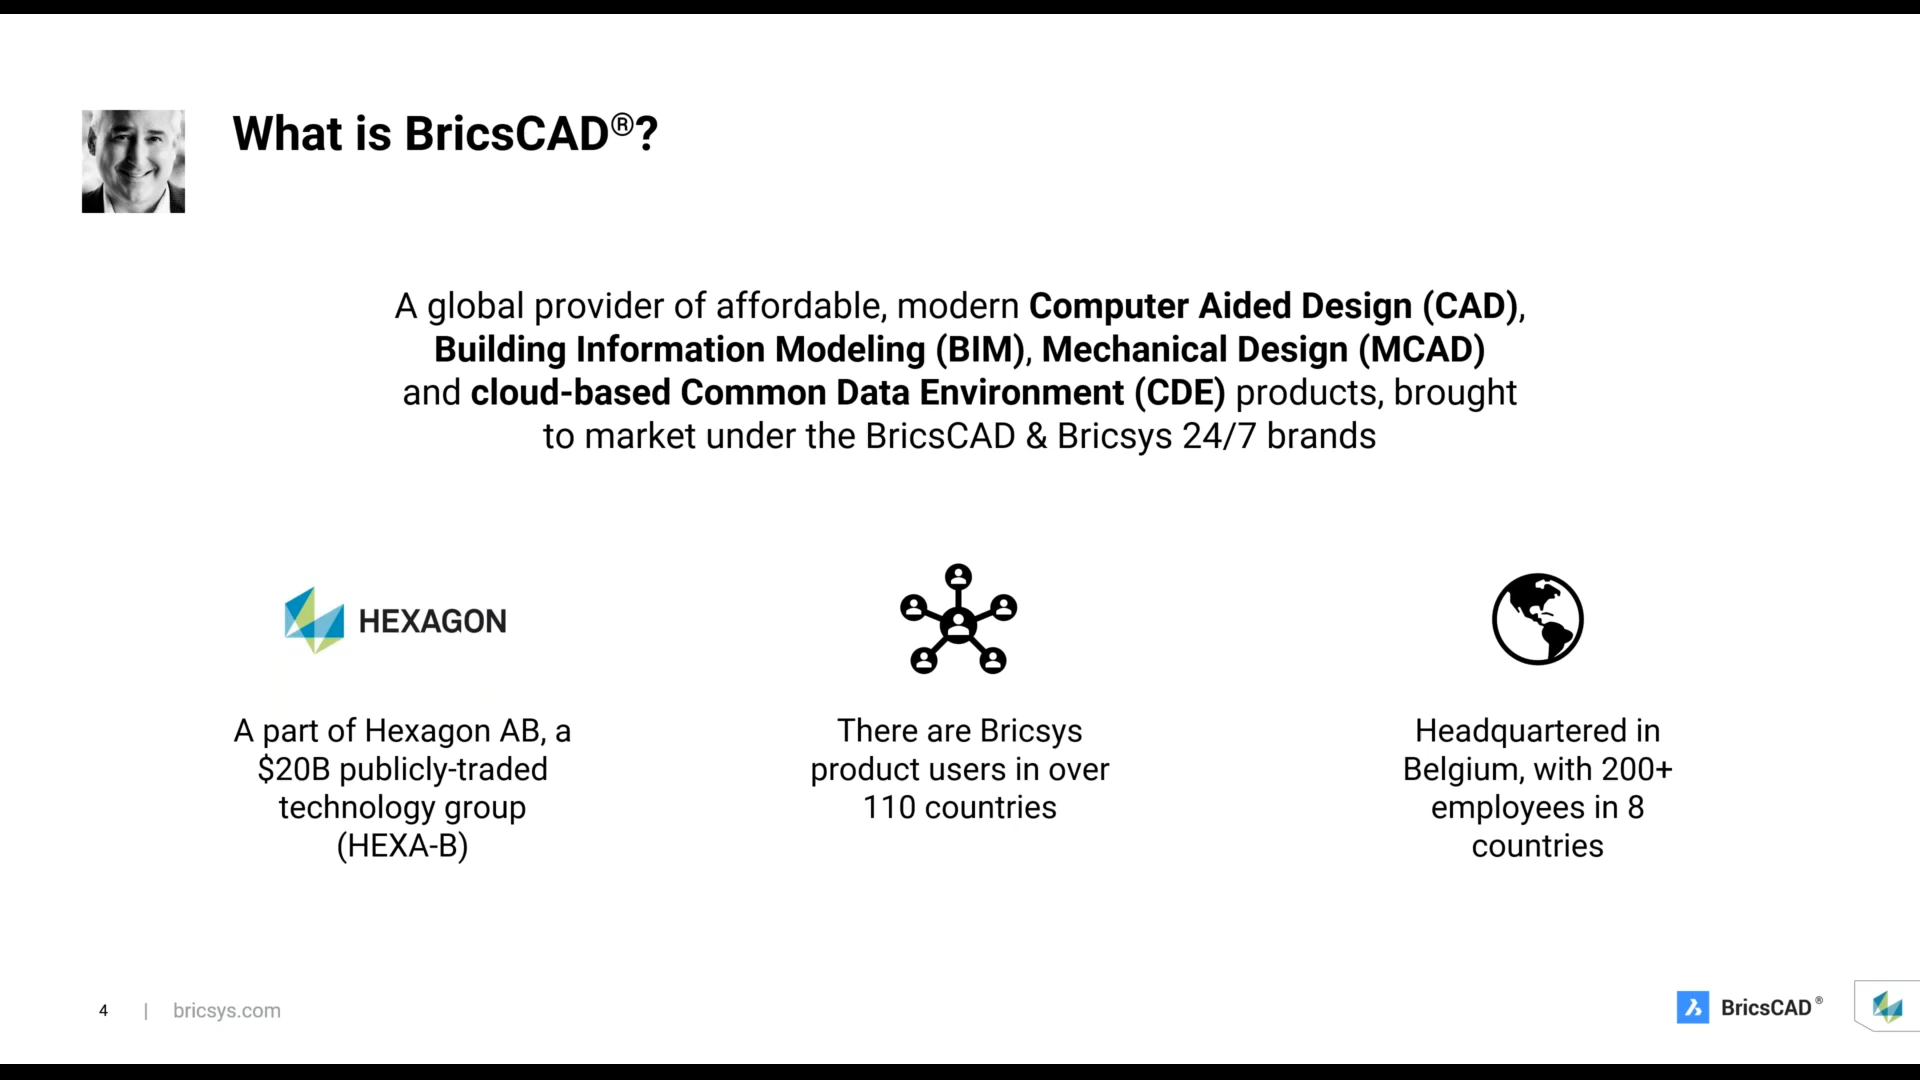 What is BricsCAD®?
A global provider of affordable, modern Computer Aided Design (CAD),
Building Information Modeling (BIM), Mechanical Design (MCAD)
and cloud-based Common Data Environment (CDE) products, brought
to market under the BricsCAD & Bricsys 24/7 brands
HEXAGON
A part of Hexagon AB, a
$20B publicly-traded
technology group
(HEXA-B)
There are Bricsys
product users in over
110 countries
Headquartered in
Belgium, with 200+
employees in 8
countries
4 | bricsys.com
BricsCAD®